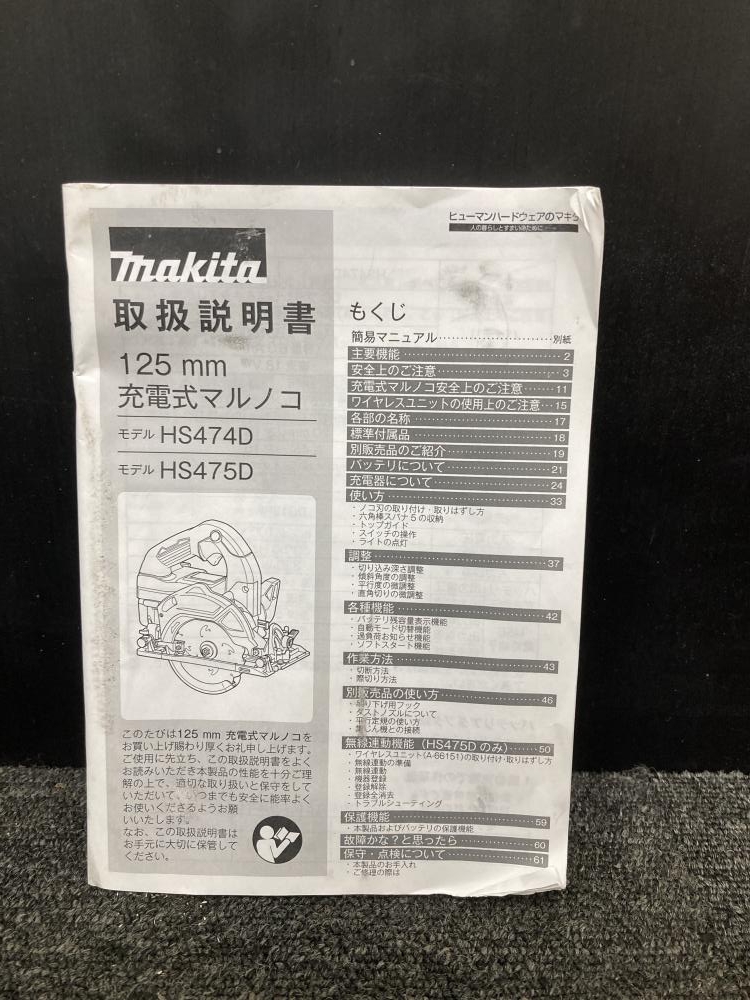 makita
取扱説明書
125 mm
充電式マルノコ
モデル HS474D
モデル HS475D
このたびは125 mm 充電式マルノコを
お買い上げ賜わり厚くお礼申し上げます。
ご使用に先立ち、この取扱説明書をよく
お読みいただき本製品の性能を十分ご理
解の上で、適切な取り扱いと保守をして
いただいて、いつまでも安全に能率よく
お使いくださるようお願
いいたします。
なお、この取扱説明書は
お手元に大切に保管して
ください。
ヒューマンハードウェアのマキタ
人の暮らしとすまい
もくじ
簡易マニュアル 別紙
主要機能 2
安全上のご注意 3
充電式マルノコ安全上のご注意 11
ワイヤレスユニットの使用上のご注意 15
各部の名称 17
標準付属品 18
別販売品のご紹介 19
バッテリについて 21
充電器について 24
使い方 33
・ノコ刃の取り付け・取りはずし方
・六角棒スパナ5の収納
・トップガイド
・スイッチの操作
・ライトの点灯
調整 37
・切り込み深さ調整
・傾斜角度の調整
・平行度の微調整
・直角切りの微調整
各種機能 42
・バッテリ残容量表示機能
・自動モード切替機能
・過負荷お知らせ機能
・ソフトスタート機能
作業方法 43
・切断方法
・際切り方法
別販売品の使い方 46
・吊り下げ用フック
・ダストノズルについて
・平行定規の使い方
・集じん機との接続
無線連動機能（HS475D のみ） 50
・ワイヤレスユニット(A-66151)の取り付け・取りはずし方
・無線連動の準備
・無線連動
・機器登録
・登録解除
・登録全消去
・トラブルシューティング
保護機能 59
・本製品およびバッテリの保護機能
故障かな？と思ったら 60
保守・点検について 61
・本製品のお手入れ
・ご修理の際は